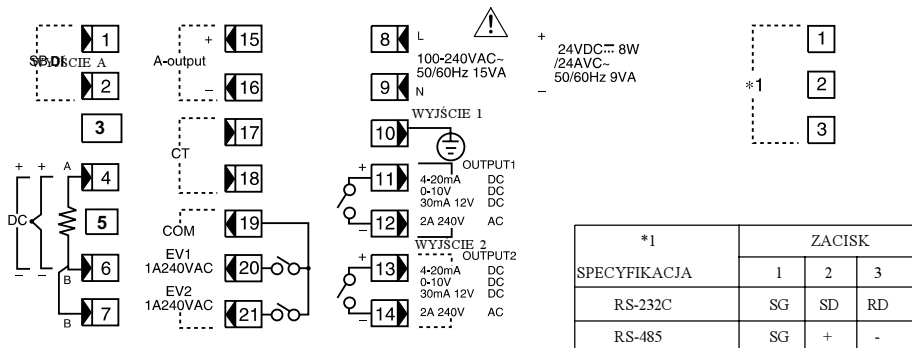 1
SB,DI
WYJŚCIE A
2
3
+ + A 4
DC
5
- - B 6
B 7
+ 15
A-output
- 16
17
CT
18
19
COM
EV1
1A240VAC 20
EV2
1A240VAC 21
8 L
100-240VAC~
50/60Hz 15VA
9 N
+
24VDC 8W
/24AVC~
50/60Hz 9VA
-
WYJŚCIE 1
10
+ 11 OUTPUT1
4-20mA DC
0-10V DC
30mA 12V DC
- 12 2A 240V AC
WYJŚCIE 2
+ 13 OUTPUT2
4-20mA DC
0-10V DC
30mA 12V DC
- 14 2A 240V AC
1
*1 2
3
*1 ZACISK
SPECYFIKACJA 1 2 3
RS-232C SG SD RD
RS-485 SG + -